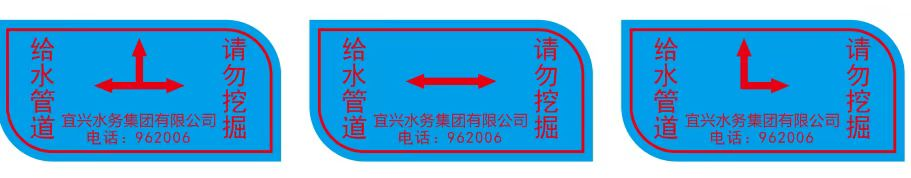 给水管道
请勿挖掘
宜兴水务集团有限公司
电话：962006
给水管道
请勿挖掘
宜兴水务集团有限公司
电话：962006
给水管道
请勿挖掘
宜兴水务集团有限公司
电话：962006